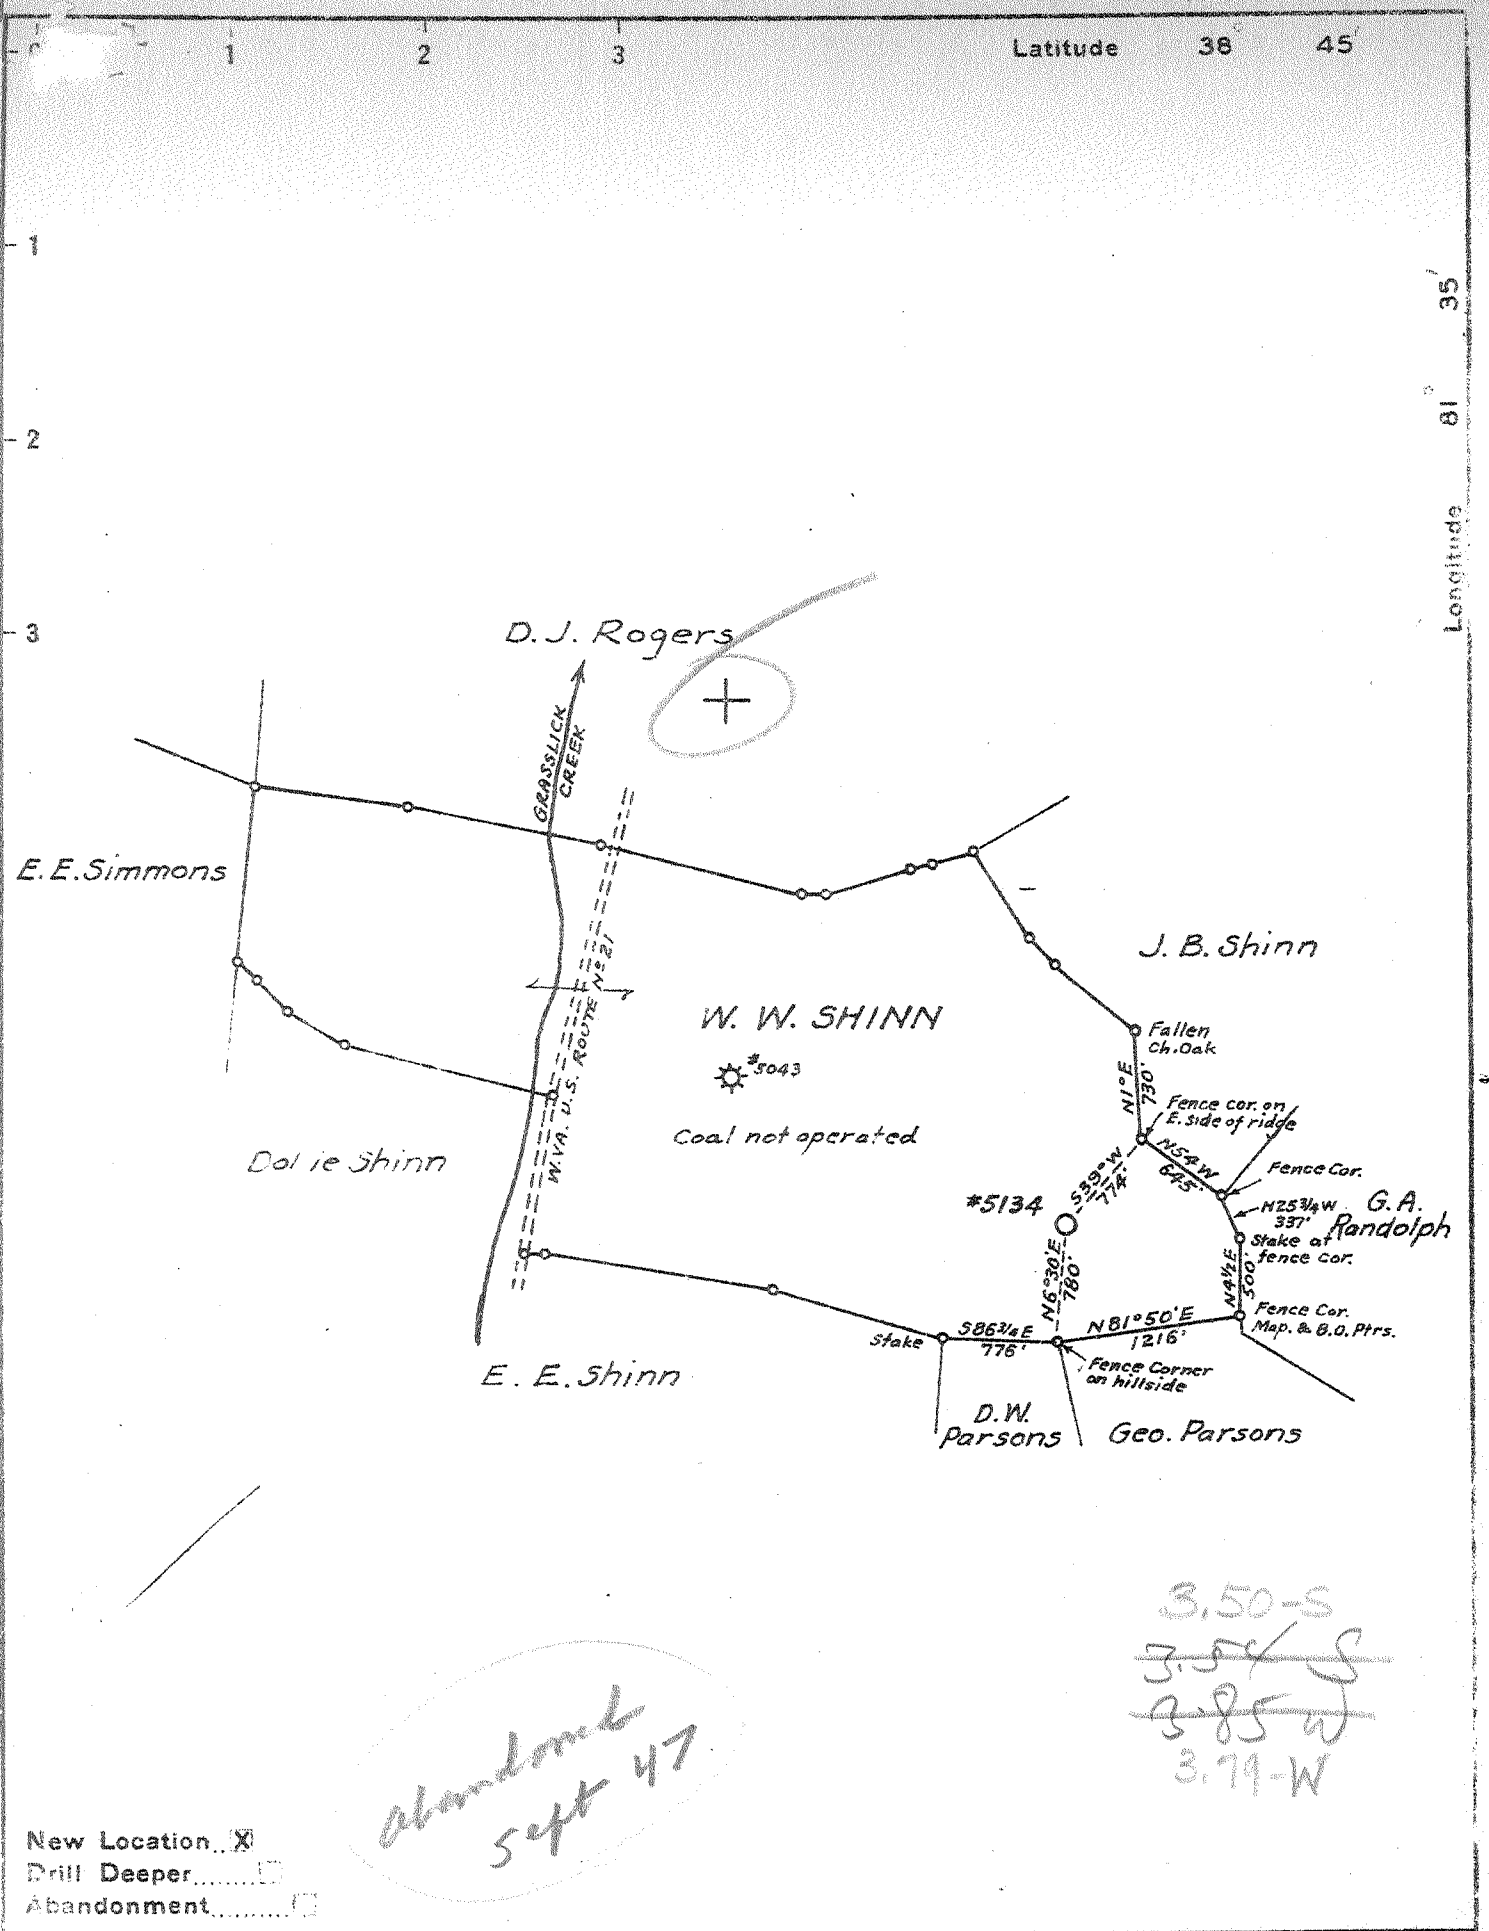 1 2 3 Latitude 38° 45'
1
2
3
Longitude 81° 35'
D. J. Rogers
GRASSLICK
CREEK
E. E. Simmons
J. B. Shinn
W.VA. U.S. ROUTE Nº 21
W. W. SHINN
#5043
Coal not operated
Fallen
Ch. Oak
N1°E
730'
Fence cor. on
E. side of ridge
N54W
645'
Fence Cor.
S39°W
774'
#5134
N25¾W
337'
G. A.
Randolph
Stake at
fence cor.
N4½E
500'
Shinn
N6°30'E
780'
Fence Cor.
Map. & B.O. Ptrs.
Stake
S86¾E
776'
N81°50'E
1216'
Fence Corner
on hillside
E. E. Shinn
D. W.
Parsons
Geo. Parsons
3.50-S
3.54 S
3.85 W
3.79-W
abandoned
Sept 47
New Location.. X
Drill Deeper
Abandonment